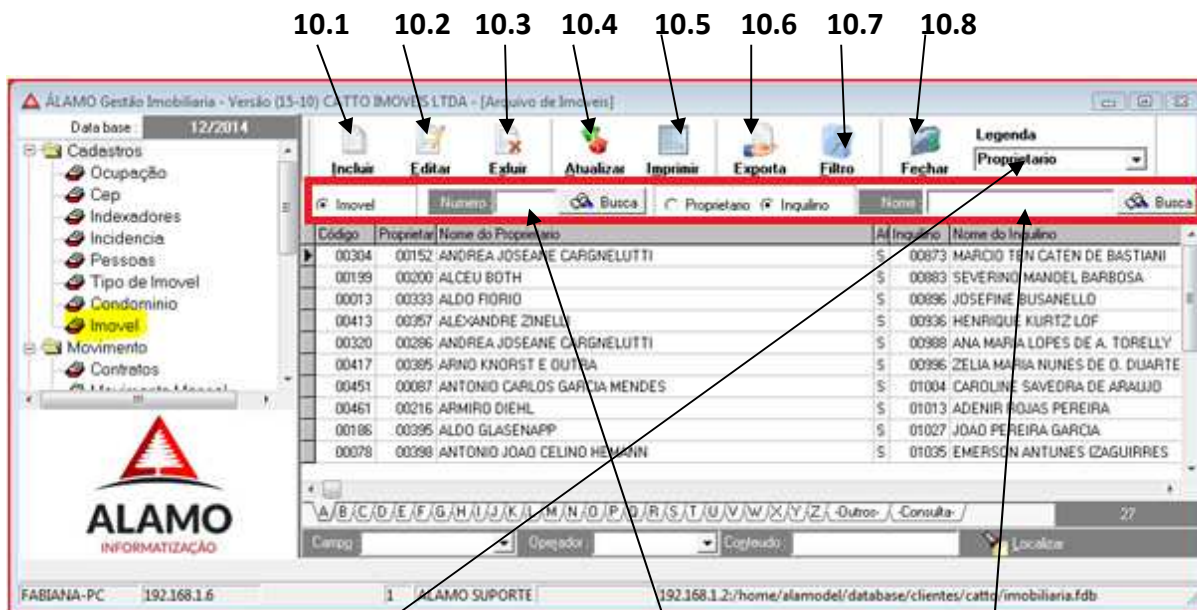 10.1 10.2 10.3 10.4 10.5 10.6 10.7 10.8
ÁLAMO Gestão Imobiliaria - Versão (15-10) CATTO IMOVEIS LTDA - [Arquivo de Imoveis]
Data base : 12/2014
Cadastros
Ocupação
Cep
Indexadores
Incidencia
Pessoas
Tipo de Imovel
Condominio
Imovel
Movimento
Contratos
Incluir Editar Exluir Atualizar Imprimir Exporta Filtro Fechar
Legenda
Proprietario
Imovel Numero Busca Proprietario Inquilino Nome Busca
Código Proprietar Nome do Proprietario Inquilino Nome do Inquilino
00304 00152 ANDREA JOSEANE CARGNELUTTI S 00873 MARCIO TEN CATEN DE BASTIANI
00199 00200 ALCEU BOTH S 00883 SEVERINO MANOEL BARBOSA
00013 00333 ALDO FIORIO S 00896 JOSEFINE BUSANELLO
00413 00357 ALEXANDRE ZINELLI S 00936 HENRIQUE KURTZ LOF
00320 00286 ANDREA JOSEANE CARGNELUTTI S 00988 ANA MARIA LOPES DE A. TORELLY
00417 00385 ARNO KNORST E OUTRA S 00996 ZELIA MARIA NUNES DE O. DUARTE
00451 00087 ANTONIO CARLOS GARCIA MENDES S 01004 CAROLINE SAVEDRA DE ARAUJO
00461 00216 ARMIRO DIEHL S 01013 ADENIR ROJAS PEREIRA
00186 00395 ALDO GLASENAPP S 01027 JOAO PEREIRA GARCIA
00078 00398 ANTONIO JOAO CELINO HEMANN S 01035 EMERSON ANTUNES IZAGUIRRES
A B C D E F G H I J K L M N O P Q R S T U V W X Y Z -Outros- -Consulta- 27
Campo Operador Conteudo Localizar
ALAMO
INFORMATIZAÇÃO
FABIANA-PC 192.168.1.6 1 ALAMO SUPORTE 192.168.1.2:/home/alamodel/database/clientes/catto/imobiliaria.fdb